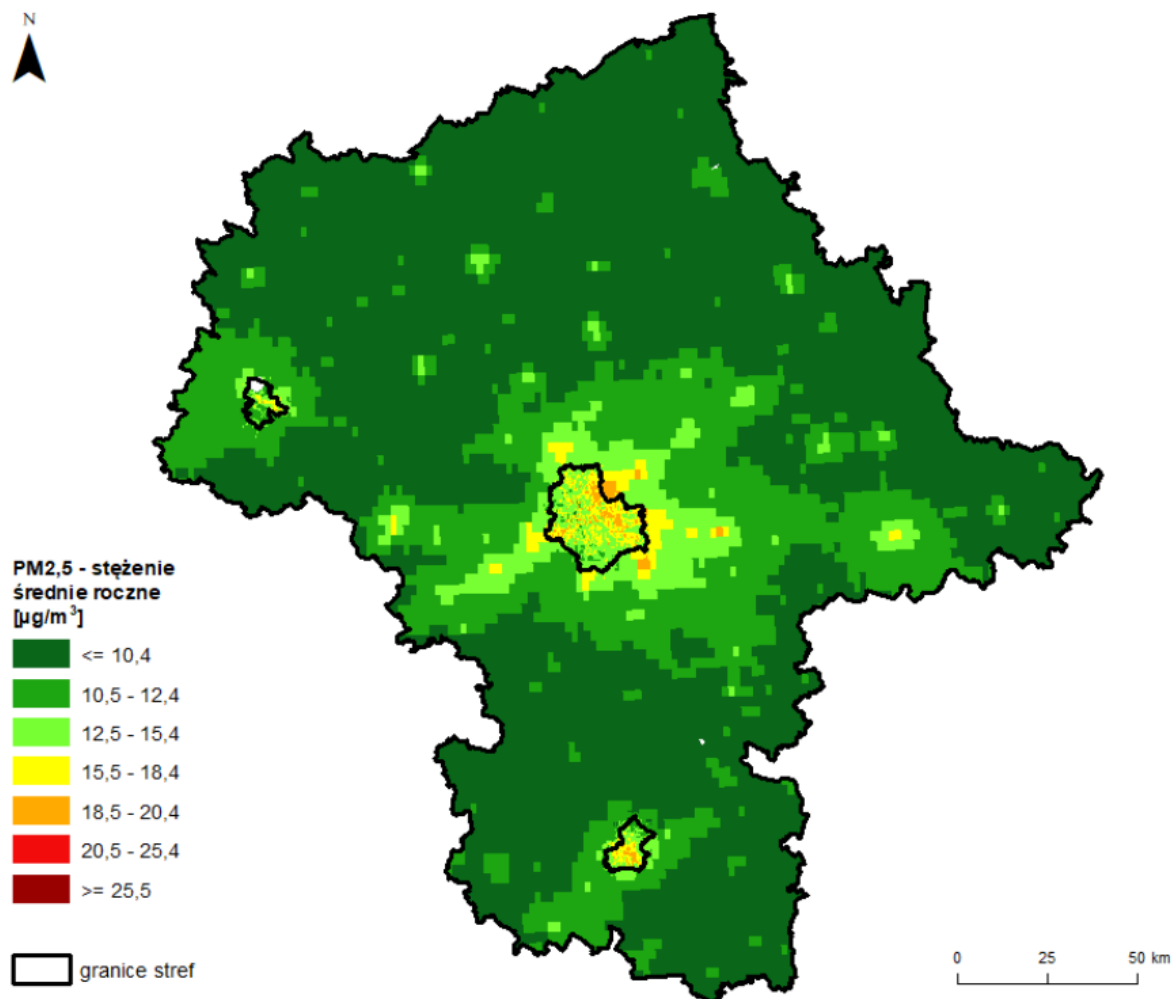 N
PM2,5 - stężenie
średnie roczne
[µg/m³]
<= 10,4
10,5 - 12,4
12,5 - 15,4
15,5 - 18,4
18,5 - 20,4
20,5 - 25,4
>= 25,5
granice stref
0 25 50 km